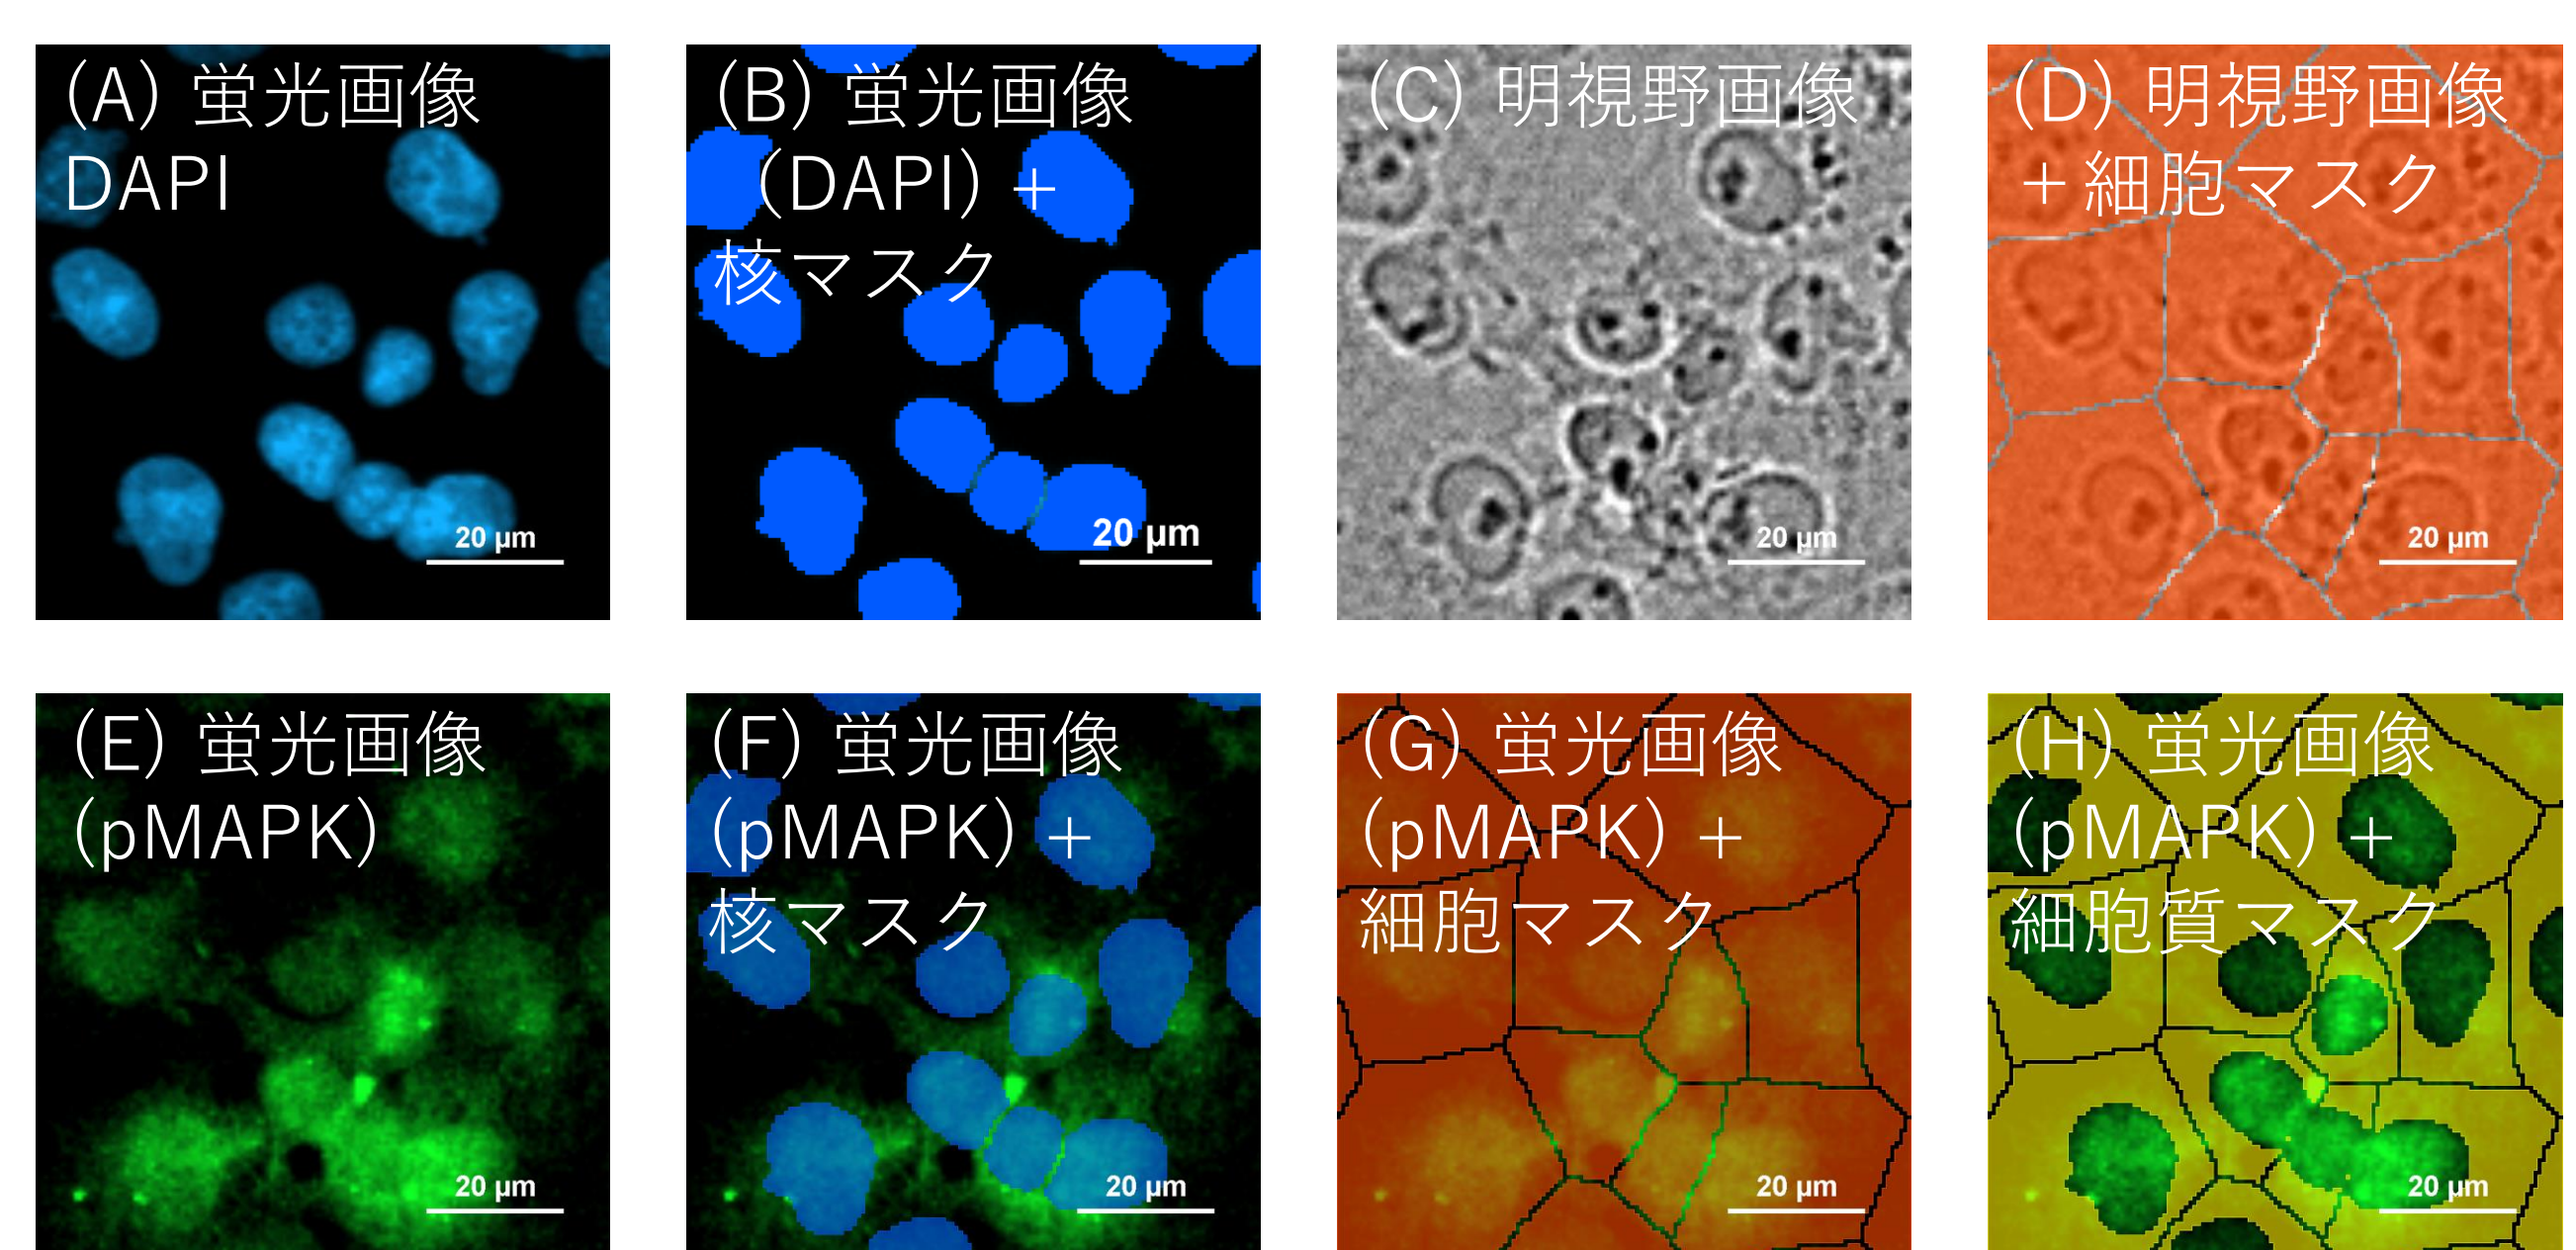 (A) 蛍光画像
DAPI
20 µm
(B) 蛍光画像
(DAPI) +
核マスク
20 µm
(C) 明視野画像
20 µm
(D) 明視野画像
+ 細胞マスク
20 µm
(E) 蛍光画像
(pMAPK)
20 µm
(F) 蛍光画像
(pMAPK) +
核マスク
20 µm
(G) 蛍光画像
(pMAPK) +
細胞マスク
20 µm
(H) 蛍光画像
(pMAPK) +
細胞質マスク
20 µm